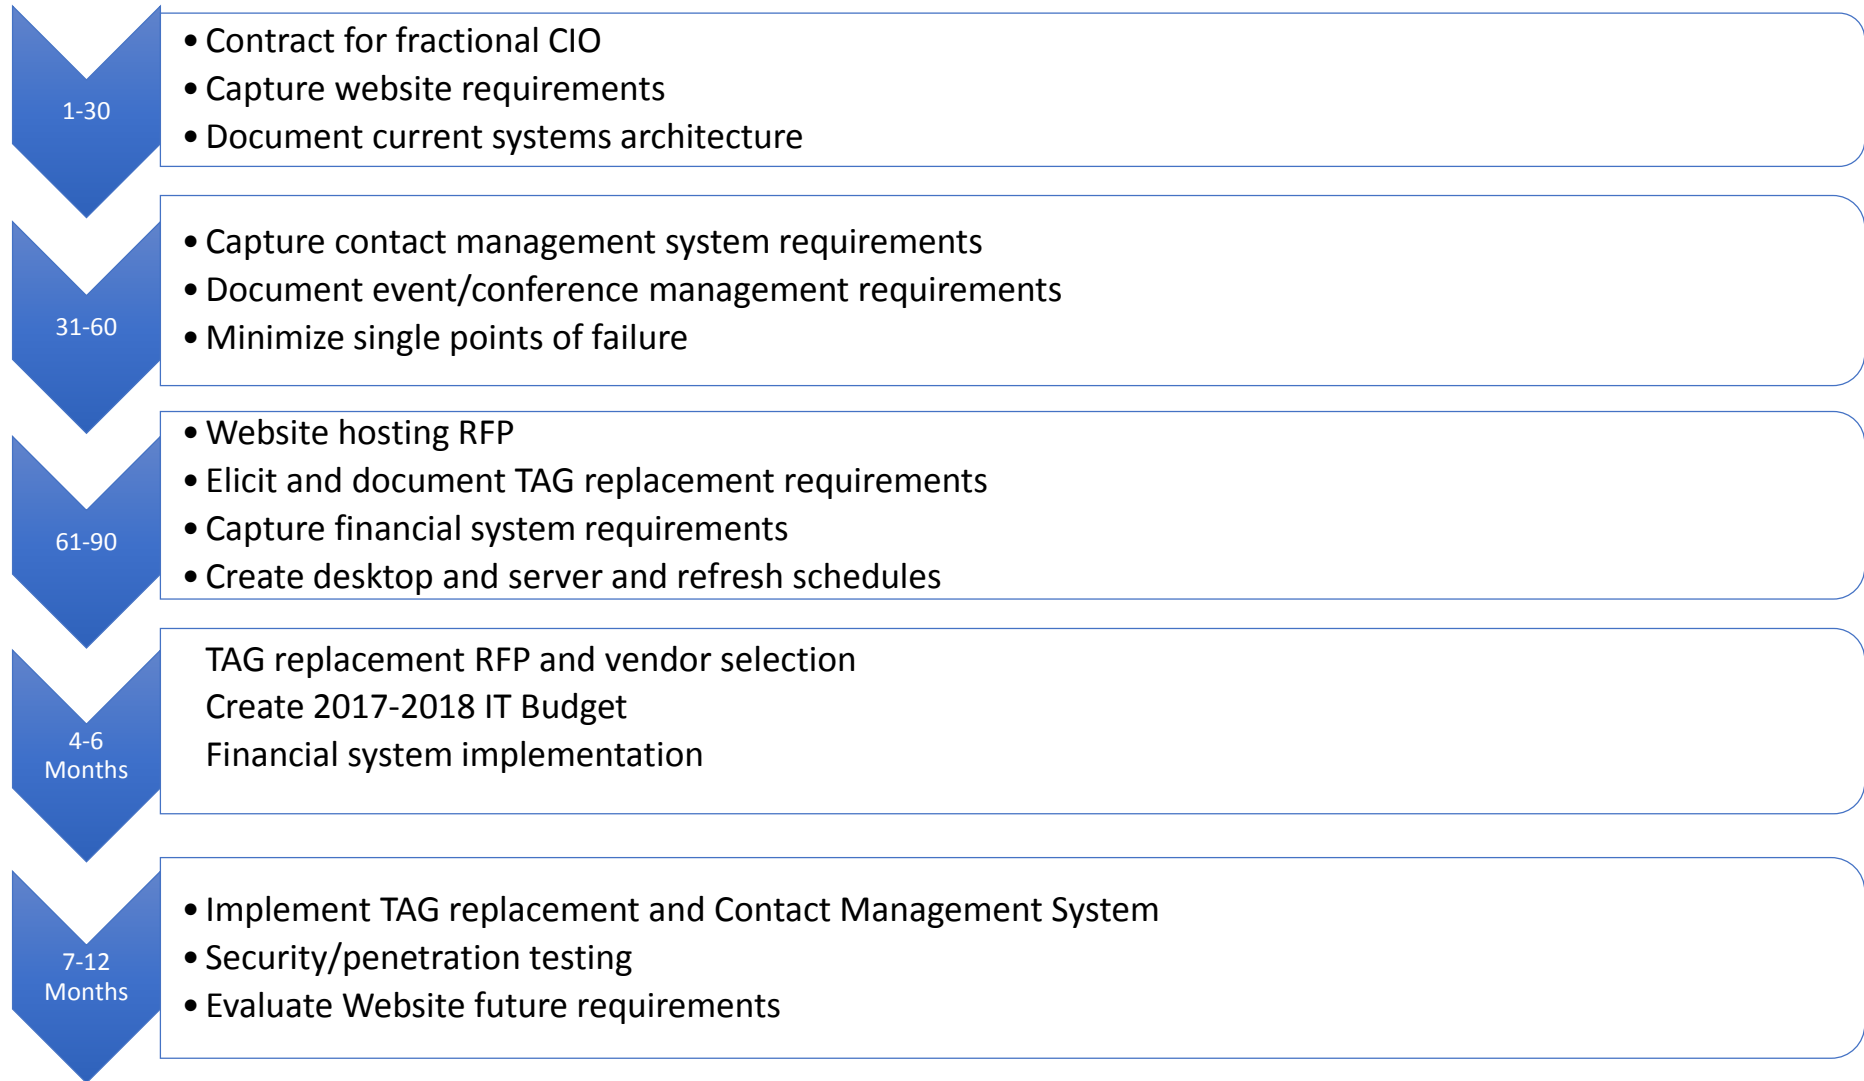 1-30
• Contract for fractional CIO
• Capture website requirements
• Document current systems architecture
31-60
• Capture contact management system requirements
• Document event/conference management requirements
• Minimize single points of failure
61-90
• Website hosting RFP
• Elicit and document TAG replacement requirements
• Capture financial system requirements
• Create desktop and server and refresh schedules
4-6
Months
TAG replacement RFP and vendor selection
Create 2017-2018 IT Budget
Financial system implementation
7-12
Months
• Implement TAG replacement and Contact Management System
• Security/penetration testing
• Evaluate Website future requirements